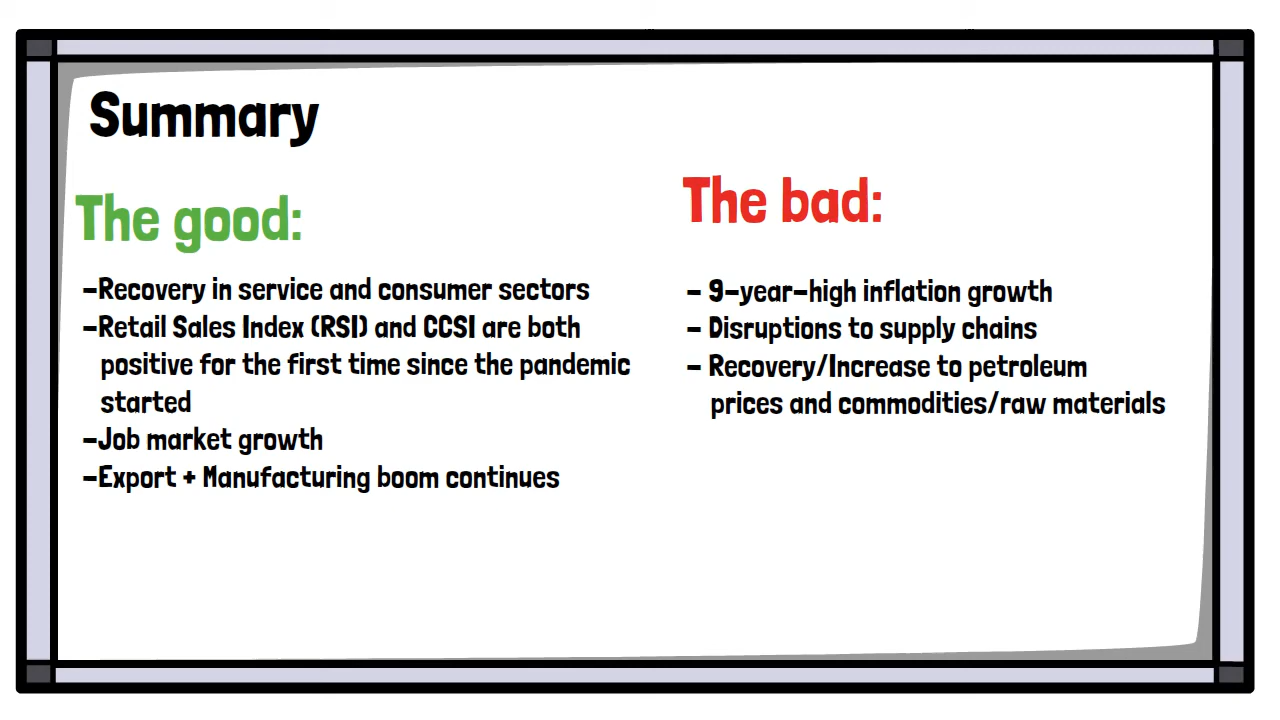 Summary
The good:
-Recovery in service and consumer sectors
-Retail Sales Index (RSI) and CCSI are both
positive for the first time since the pandemic
started
-Job market growth
-Export + Manufacturing boom continues
The bad:
- 9-year-high inflation growth
- Disruptions to supply chains
- Recovery/Increase to petroleum
prices and commodities/raw materials